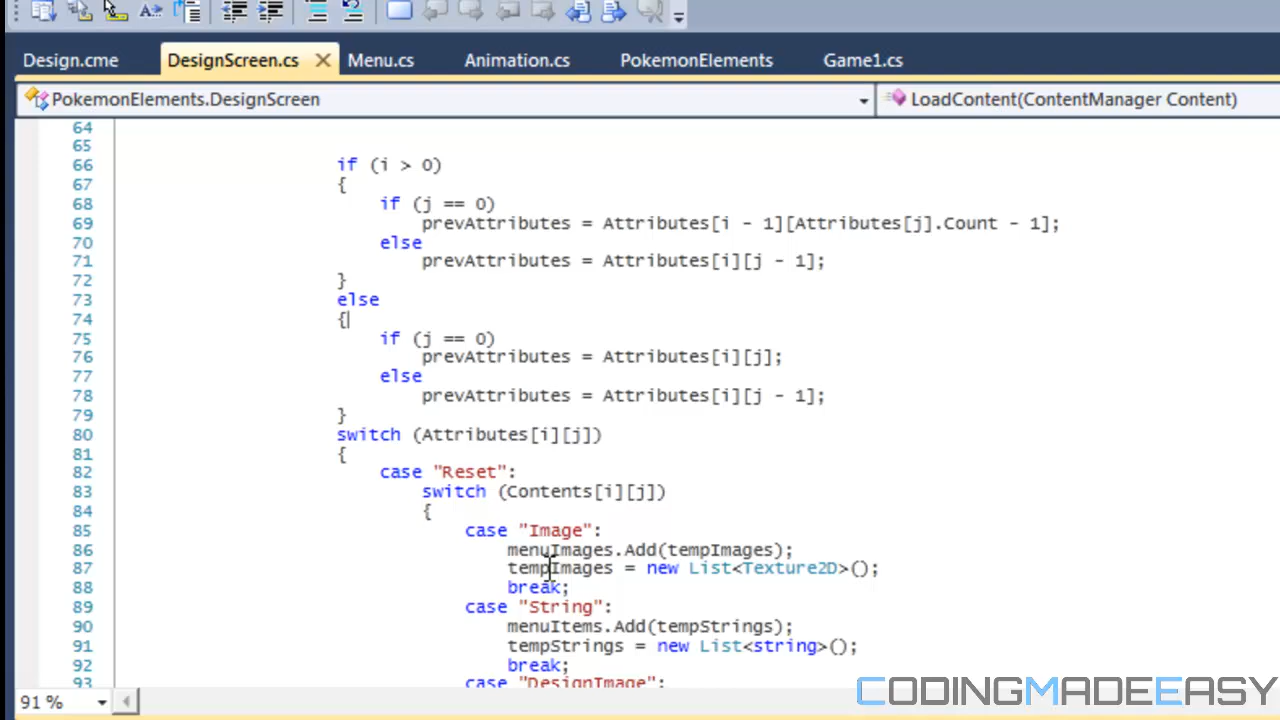 Design.cme DesignScreen.cs Menu.cs Animation.cs PokemonElements Game1.cs
PokemonElements.DesignScreen LoadContent(ContentManager Content)
64
65
66 if (i > 0)
67 {
68 if (j == 0)
69 prevAttributes = Attributes[i - 1][Attributes[j].Count - 1];
70 else
71 prevAttributes = Attributes[i][j - 1];
72 }
73 else
74 {
75 if (j == 0)
76 prevAttributes = Attributes[i][j];
77 else
78 prevAttributes = Attributes[i][j - 1];
79 }
80 switch (Attributes[i][j])
81 {
82 case "Reset":
83 switch (Contents[i][j])
84 {
85 case "Image":
86 menuImages.Add(tempImages);
87 tempImages = new List<Texture2D>();
88 break;
89 case "String":
90 menuItems.Add(tempStrings);
91 tempStrings = new List<string>();
92 break;
93 case "DesignImage":
91 %
CODINGMADEEASY